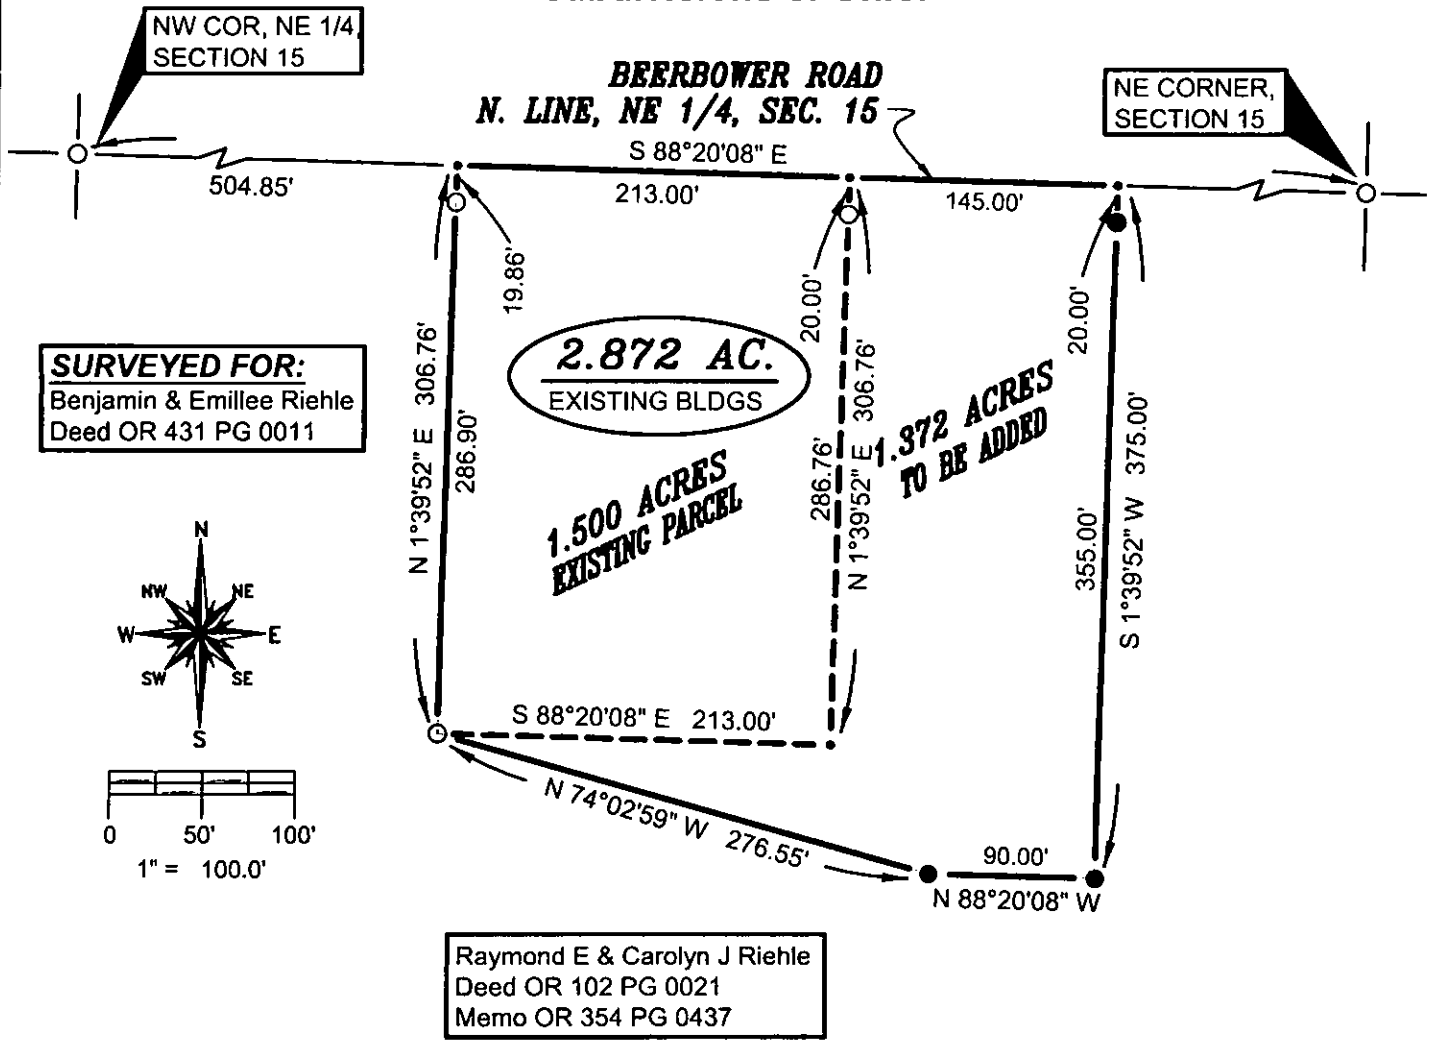 NW COR, NE 1/4,
SECTION 15
BEERBOWER ROAD
N. LINE, NE 1/4, SEC. 15
NE CORNER,
SECTION 15
S 88°20'08" E
504.85'
213.00'
145.00'
19.86'
20.00'
20.00'
SURVEYED FOR:
Benjamin & Emillee Riehle
Deed OR 431 PG 0011
N 1°39'52" E 306.76'
286.90'
2.872 AC.
EXISTING BLDGS
1.500 ACRES
EXISTING PARCEL
286.76'
N 1°39'52" E 306.76'
1.372 ACRES
TO BE ADDED
355.00'
S 1°39'52" W 375.00'
N
NW
NE
W
E
SW
SE
S
S 88°20'08" E 213.00'
N 74°02'59" W 276.55'
90.00'
N 88°20'08" W
0 50' 100'
1" = 100.0'
Raymond E & Carolyn J Riehle
Deed OR 102 PG 0021
Memo OR 354 PG 0437